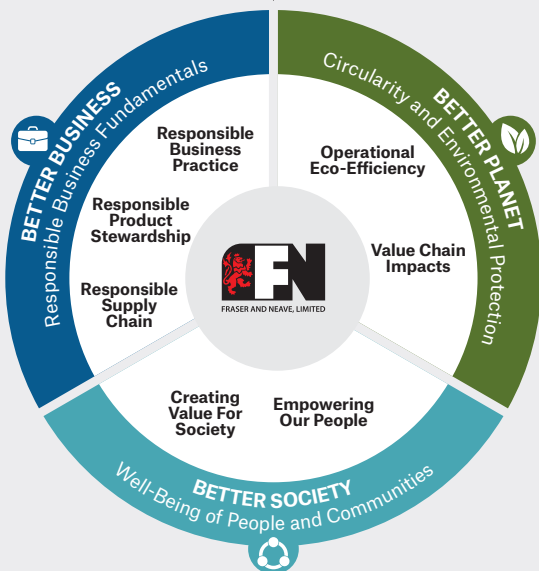 BETTER BUSINESS
Responsible Business Fundamentals
Responsible
Business
Practice
Responsible
Product
Stewardship
Responsible
Supply
Chain
BETTER PLANET
Circularity and Environmental Protection
Operational
Eco-Efficiency
Value Chain
Impacts
FN
FRASER AND NEAVE, LIMITED
Creating
Value For
Society
Empowering
Our People
BETTER SOCIETY
Well-Being of People and Communities